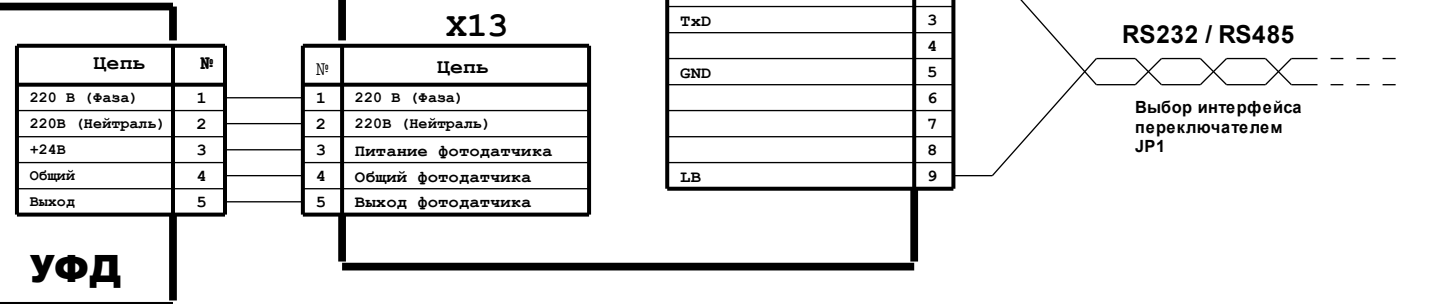 Цепь №
220 В (Фаза) 1
220В (Нейтраль) 2
+24В 3
Общий 4
Выход 5
УФД
X13
№ Цепь
1 220 В (Фаза)
2 220В (Нейтраль)
3 Питание фотодатчика
4 Общий фотодатчика
5 Выход фотодатчика
TxD 3
4
GND 5
6
7
8
LB 9
RS232 / RS485
Выбор интерфейса
переключателем
JP1